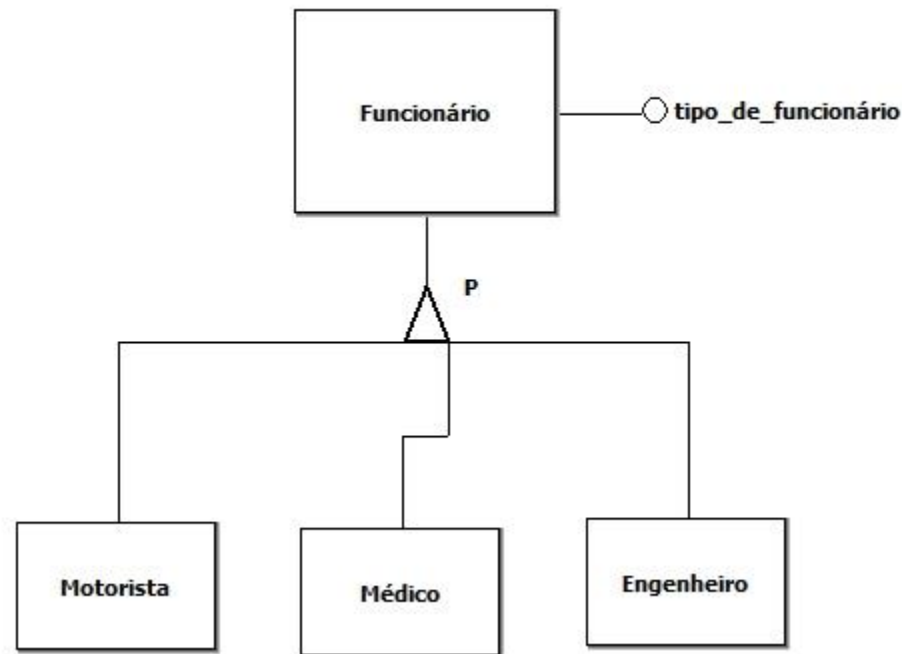 Funcionário
tipo_de_funcionário
P
Motorista
Médico
Engenheiro